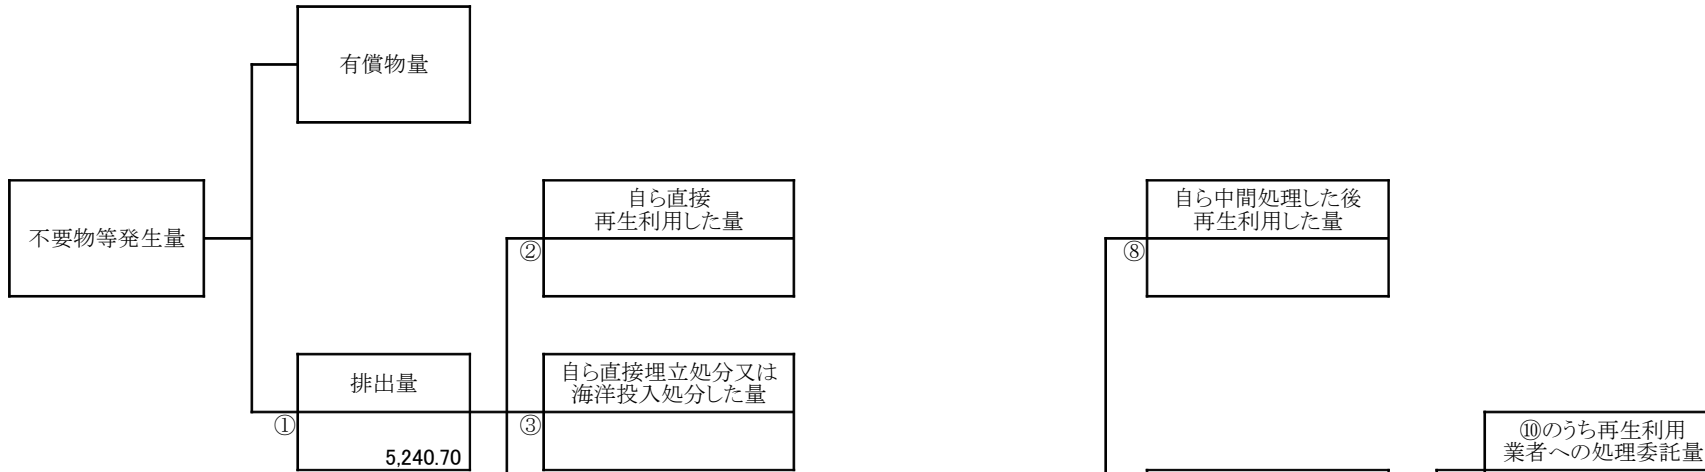 有償物量
不要物等発生量
自ら直接
再生利用した量
②
自ら中間処理した後
再生利用した量
⑧
排出量
①
5,240.70
自ら直接埋立処分又は
海洋投入処分した量
③
⑩のうち再生利用
業者への処理委託量